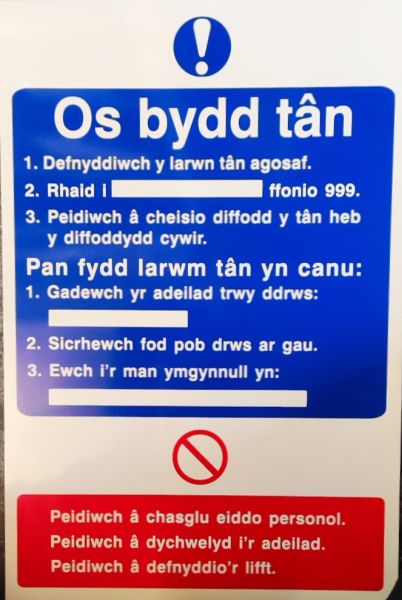 Os bydd tân
1. Defnyddiwch y larwn tân agosaf.
2. Rhaid i ffonio 999.
3. Peidiwch â cheisio diffodd y tân heb
y diffoddydd cywir.
Pan fydd larwm tân yn canu:
1. Gadewch yr adeilad trwy ddrws:
2. Sicrhewch fod pob drws ar gau.
3. Ewch i'r man ymgynnull yn:
Peidiwch â chasglu eiddo personol.
Peidiwch â dychwelyd i'r adeilad.
Peidiwch â defnyddio'r lifft.